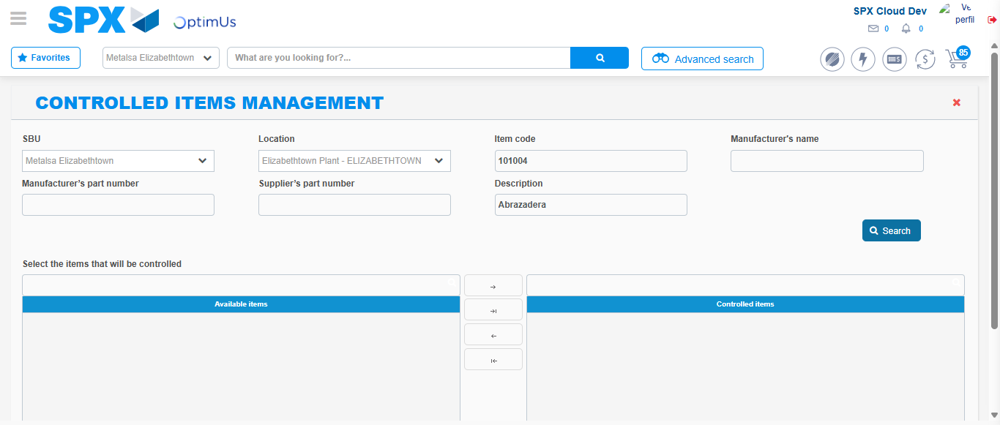 SPX
OptimUs
SPX Cloud Dev
Ve
perfil
0
0
Favorites
Metalsa Elizabethtown
What are you looking for?...
Advanced search
85
CONTROLLED ITEMS MANAGEMENT
SBU
Location
Item code
Manufacturer's name
Metalsa Elizabethtown
Elizabethtown Plant - ELIZABETHTOWN
101004
Manufacturer’s part number
Supplier’s part number
Description
Abrazadera
Search
Select the items that will be controlled
Available items
Controlled items